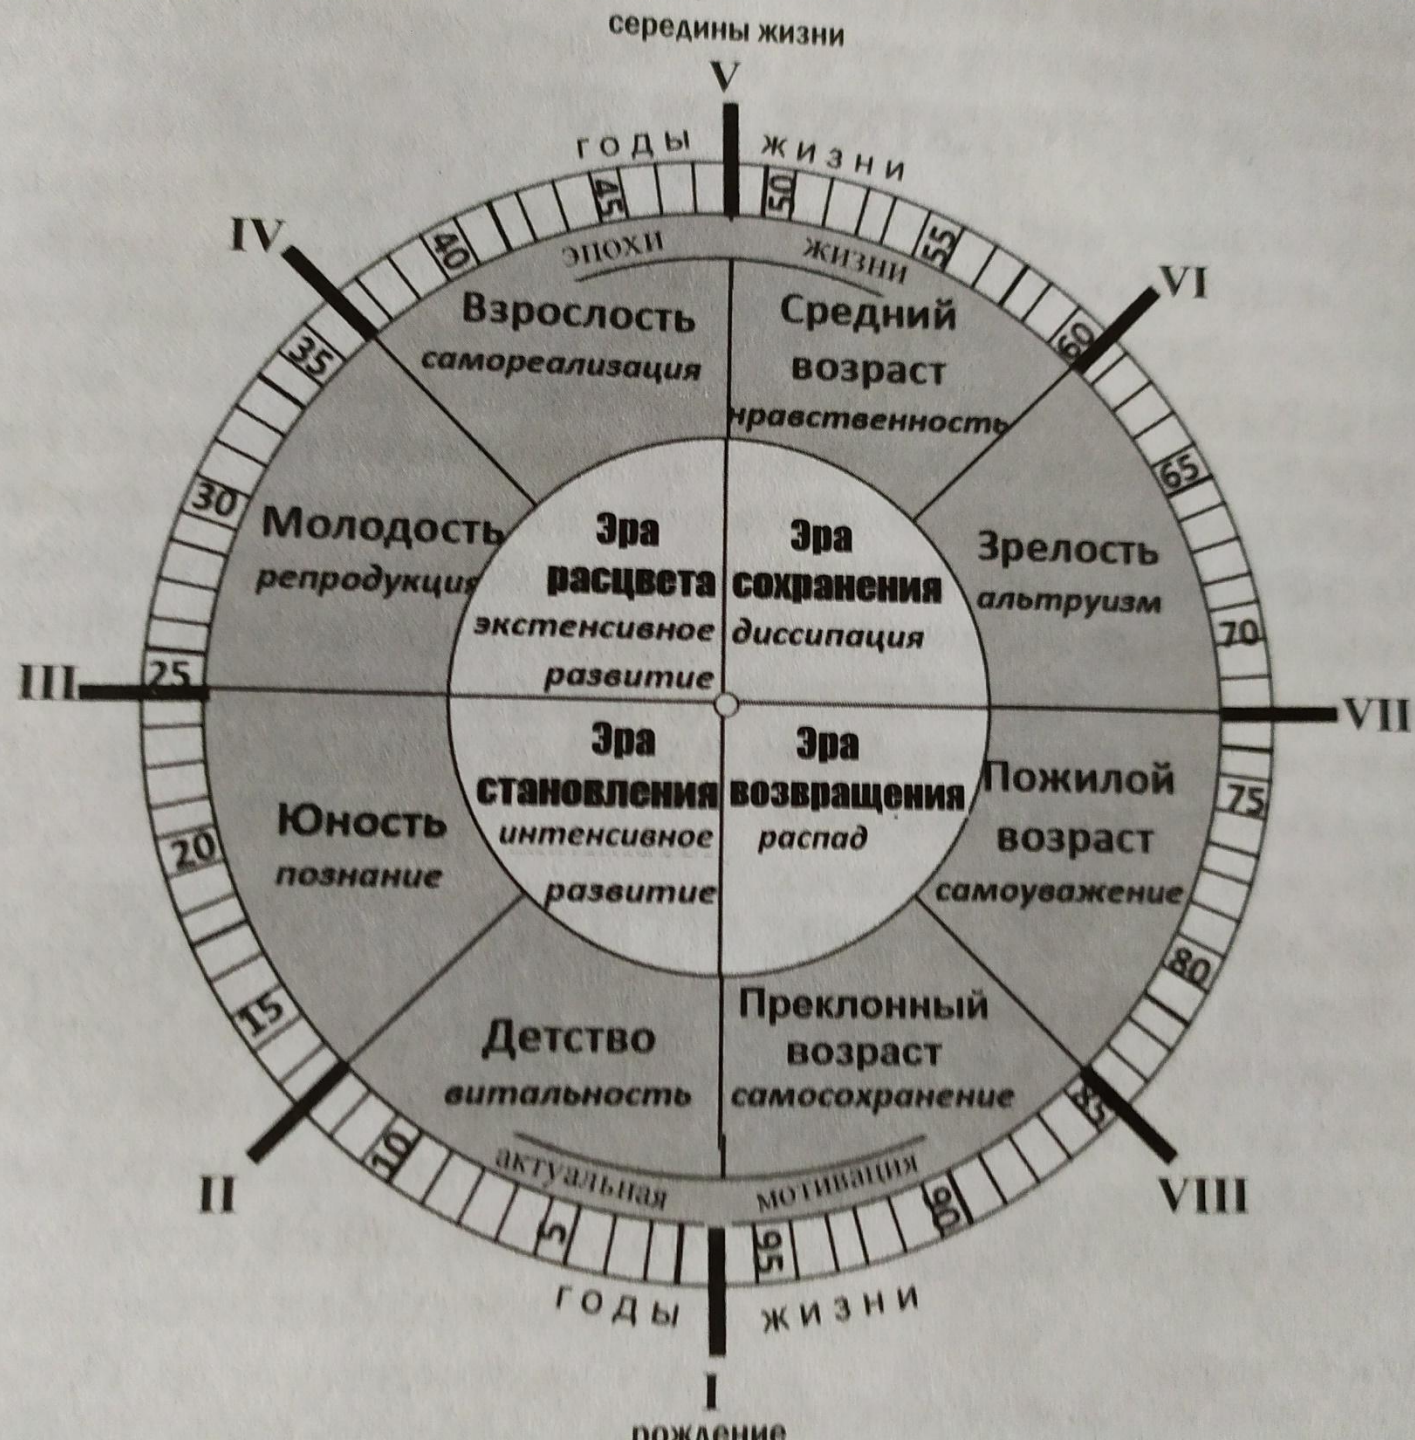 середины жизни
V
ГОДЫ ЖИЗНИ
45
50
40
55
IV
VI
эпохи жизни
35
60
Взрослость
самореализация
Средний
возраст
нравственность
30
65
Молодость
репродукция
Эра
расцвета
экстенсивное
развитие
Эра
сохранения
диссипация
Зрелость
альтруизм
70
III
25
VII
Юность
познание
Эра
становления
интенсивное
развитие
Эра
возвращения
распад
Пожилой
возраст
самоуважение
75
20
80
15
Детство
витальность
Преклонный
возраст
самосохранение
85
10
актуальная мотивация
II
VIII
5
90
95
ГОДЫ ЖИЗНИ
I
рождение